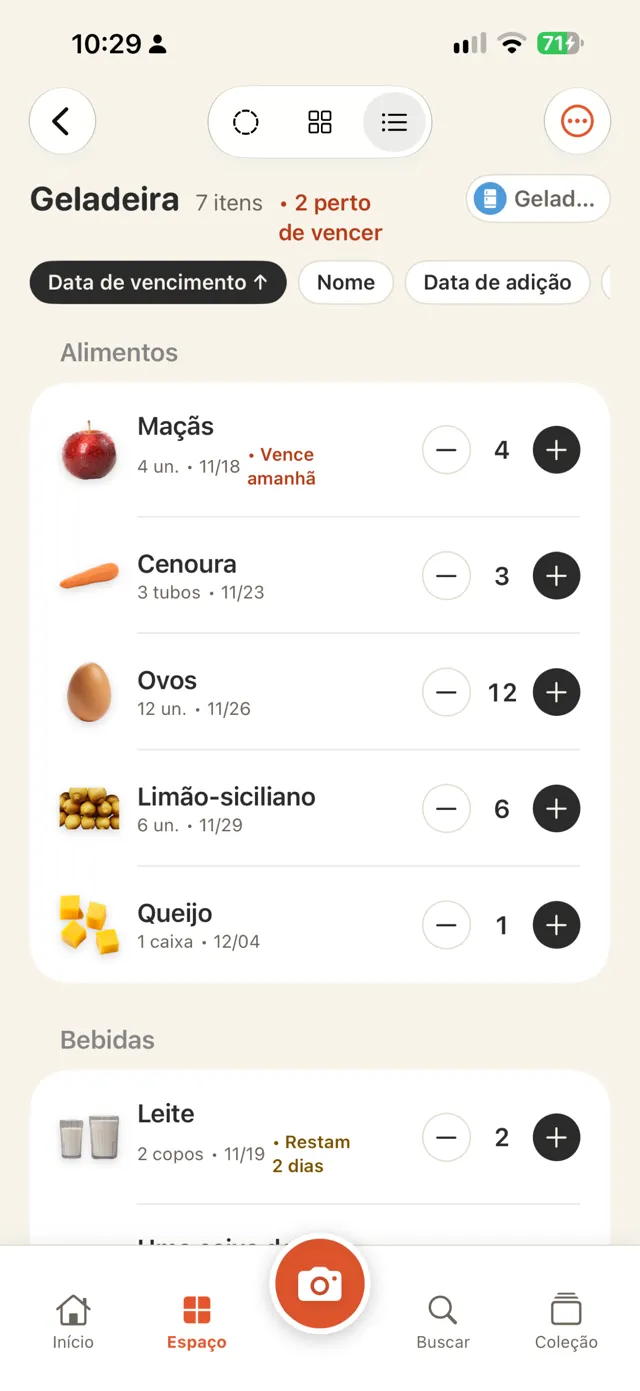 10:29
71
Geladeira 7 itens • 2 perto
de vencer
Gelad...
Data de vencimento ↑ Nome Data de adição
Alimentos
Maçãs
4 un. • 11/18 • Vence
amanhã
4
Cenoura
3 tubos • 11/23
3
Ovos
12 un. • 11/26
12
Limão-siciliano
6 un. • 11/29
6
Queijo
1 caixa • 12/04
1
Bebidas
Leite
2 copos • 11/19 • Restam
2 dias
2
Início Espaço Buscar Coleção